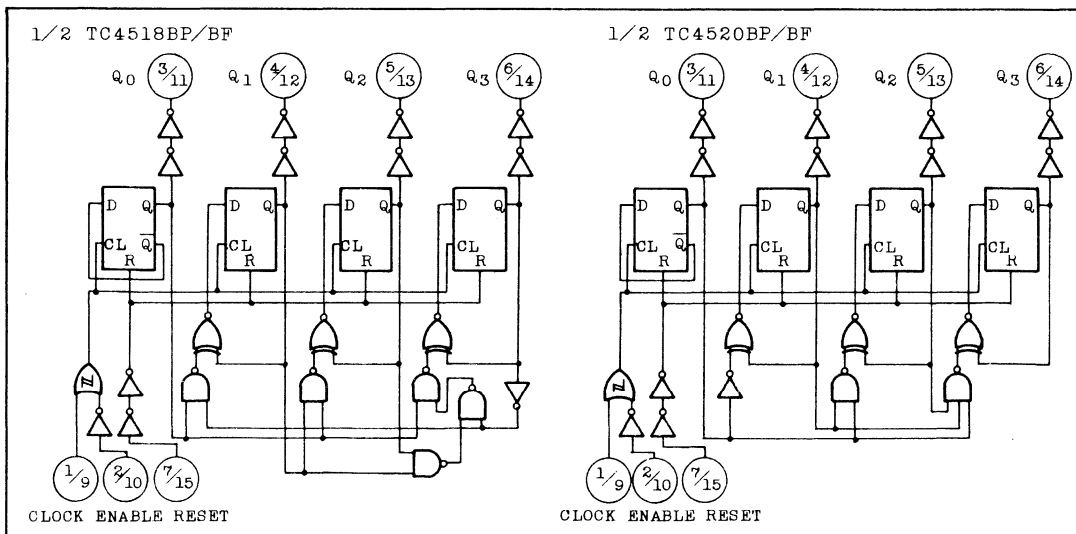 1/2 TC4518BP/BF
Q0 3/11 Q1 4/12 Q2 5/13 Q3 6/14
D Q D Q D Q D Q
CL Q CL CL CL
R R R R
1/9 2/10 7/15
CLOCK ENABLE RESET
1/2 TC4520BP/BF
Q0 3/11 Q1 4/12 Q2 5/13 Q3 6/14
D Q D Q D Q D Q
CL Q CL CL CL
R R R R
1/9 2/10 7/15
CLOCK ENABLE RESET